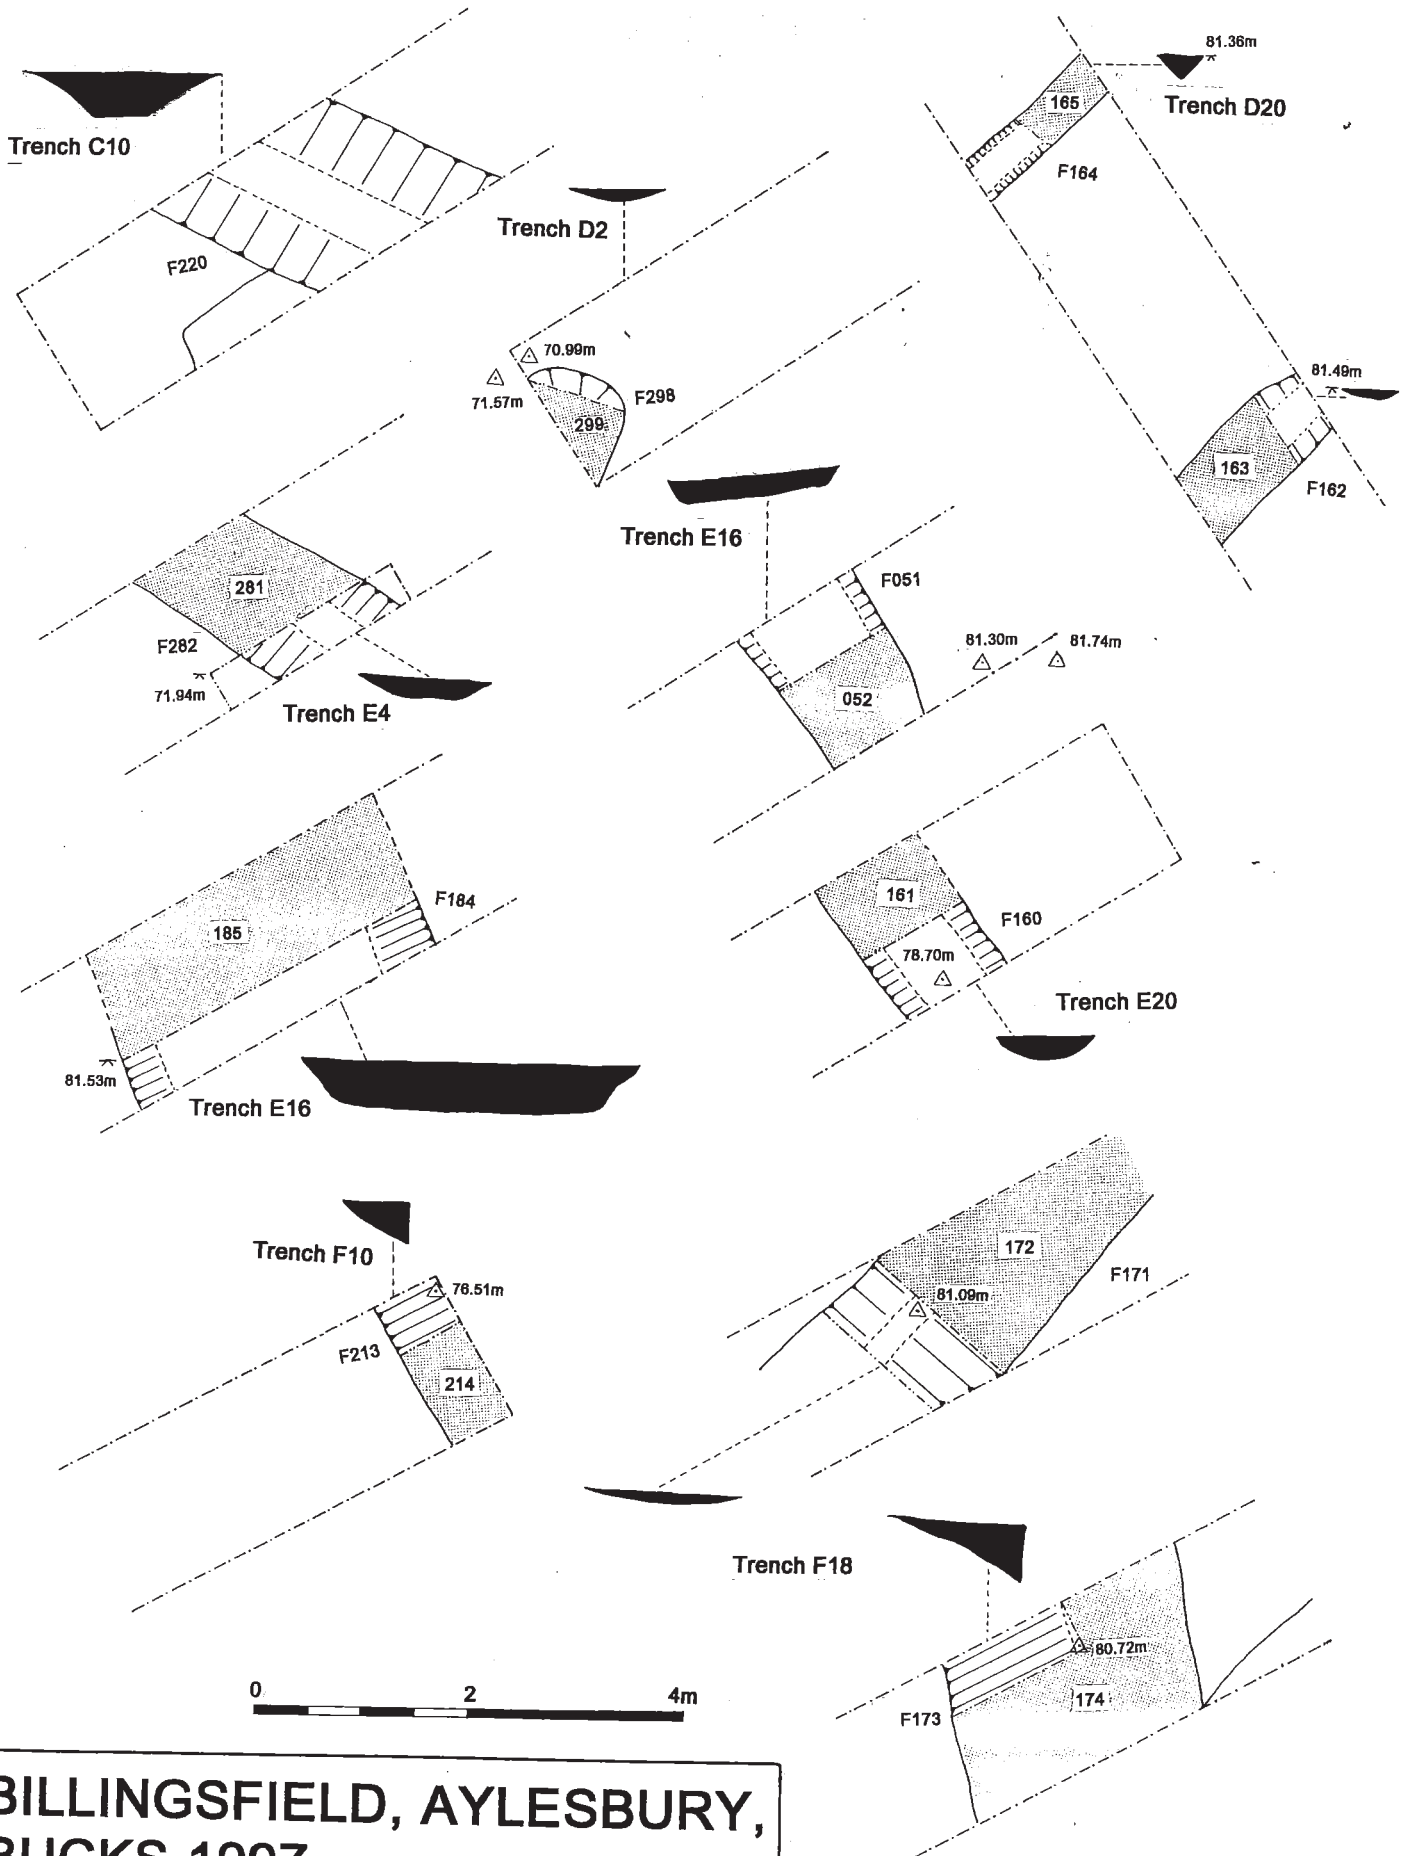 81.36m
165
Trench D20
Trench C10
F164
Trench D2
F220
70.99m
81.49m
71.57m
F298
299
163
F162
Trench E16
281
F051
F282
81.30m
81.74m
71.94m
052
Trench E4
161
F184
F160
185
78.70m
Trench E20
81.53m
Trench E16
172
Trench F10
76.51m
F171
81.09m
F213
214
Trench F18
80.72m
0 2 4m
174
F173
BILLINGSFIELD, AYLESBURY,
BUCKS 1997